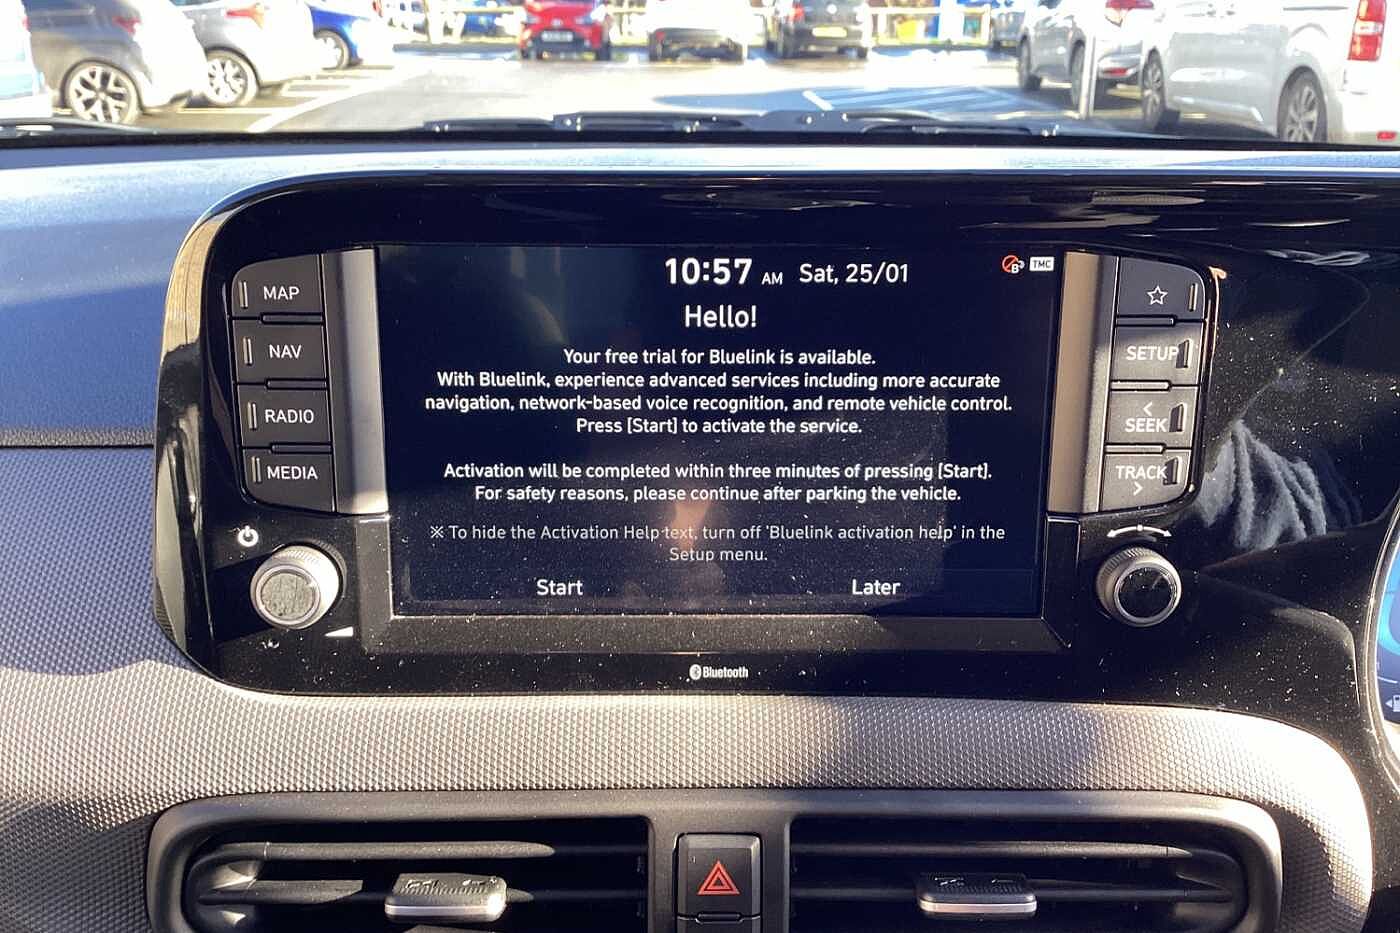 10:57 AM Sat, 25/01
B TMC
Hello!
Your free trial for Bluelink is available.
With Bluelink, experience advanced services including more accurate
navigation, network-based voice recognition, and remote vehicle control.
Press [Start] to activate the service.
Activation will be completed within three minutes of pressing [Start].
For safety reasons, please continue after parking the vehicle.
※ To hide the Activation Help text, turn off 'Bluelink activation help' in the
Setup menu.
Start
Later
MAP
NAV
RADIO
MEDIA
☆
SETUP
<
SEEK
TRACK
>
Bluetooth